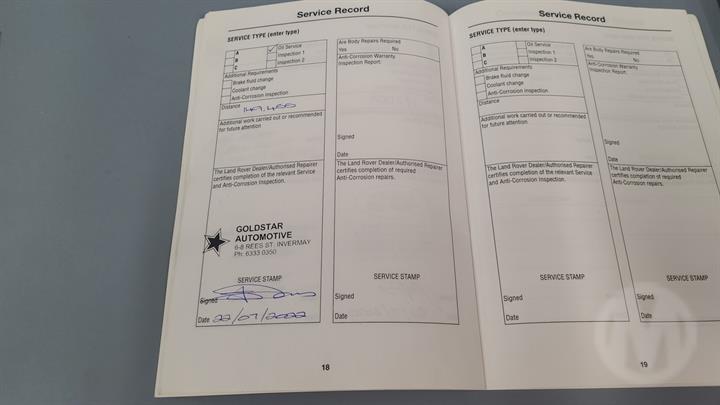 Service Record
SERVICE TYPE (enter type)
A
B
C
✓ Oil Service
Inspection 1
Inspection 2
Additional Requirements
Brake fluid change
Coolant change
Anti-Corrosion Inspection
Distance
Additional work carried out or recommended
for future attention
The Land Rover Dealer/Authorised Repairer
certifies completion of the relevant Service
and Anti-Corrosion Inspection.
GOLDSTAR
AUTOMOTIVE
6-8 REES ST. INVERMAY
Ph: 6333 0350
SERVICE STAMP
Signed
Date 22/07/2022
Are Body Repairs Required
Yes No
Anti-Corrosion Warranty
Inspection Report:
Signed
Date
The Land Rover Dealer/Authorised Repairer
certifies completion of required
Anti-Corrosion repairs.
SERVICE STAMP
Signed
Date
18
Service Record
SERVICE TYPE (enter type)
A
B
C
Oil Service
Inspection 1
Inspection 2
Additional Requirements
Brake fluid change
Coolant change
Anti-Corrosion Inspection
Distance
Additional work carried out or recommended
for future attention
The Land Rover Dealer/Authorised Repairer
certifies completion of the relevant Service
and Anti-Corrosion Inspection.
SERVICE STAMP
Signed
Date
Are Body Repairs Required
Yes No
Anti-Corrosion Warranty
Inspection Report:
Signed
Date
The Land Rover Dealer/Authorised
certifies completion of required
Anti-Corrosion repairs.
SERVICE STAMP
Signed
Date
19
M